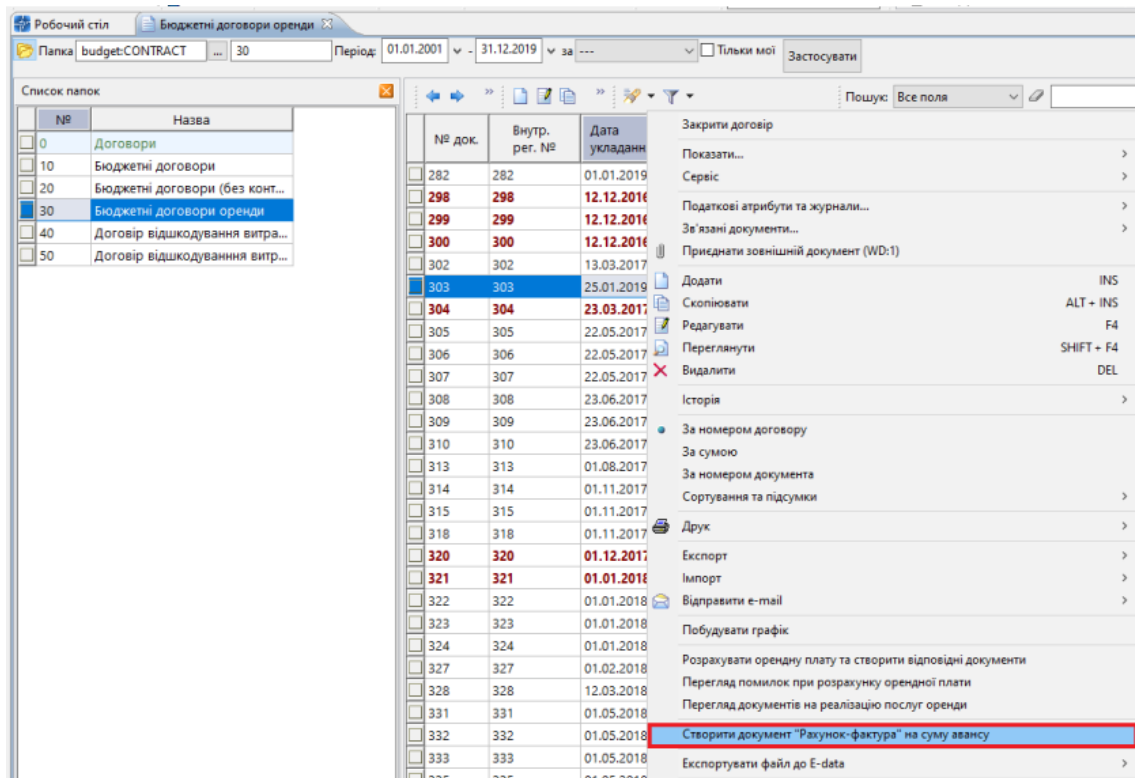 Робочий стіл
Бюджетні договори оренди
Папка budget:CONTRACT ... 30 Період: 01.01.2001 - 31.12.2019 за --- Тільки мої Застосувати
Список папок
№ Назва
0 Договори
10 Бюджетні договори
20 Бюджетні договори (без конт...
30 Бюджетні договори оренди
40 Договір відшкодування витра...
50 Договір відшкодуванння витр...
Пошук: Все поля
№ док. Внутр. рег. № Дата укладанн
282 282 01.01.2019
298 298 12.12.2016
299 299 12.12.2016
300 300 12.12.2016
302 302 13.03.2017
303 303 25.01.2019
304 304 23.03.2017
305 305 22.05.2017
306 306 22.05.2017
307 307 22.05.2017
308 308 23.06.2017
309 309 23.06.2017
310 310 23.06.2017
313 313 01.08.2017
314 314 01.11.2017
315 315 01.11.2017
318 318 01.11.2017
320 320 01.12.2017
321 321 01.01.2018
322 322 01.01.2018
323 323 01.01.2018
324 324 01.01.2018
327 327 01.02.2018
328 328 12.03.2018
331 331 01.05.2018
332 332 01.05.2018
333 333 01.05.2018
Закрити договір
Показати...
Сервіс
Податкові атрибути та журнали...
Зв'язані документи...
Приєднати зовнішній документ (WD:1)
Додати INS
Скопіювати ALT + INS
Редагувати F4
Переглянути SHIFT + F4
Видалити DEL
Історія
За номером договору
За сумою
За номером документа
Сортування та підсумки
Друк
Експорт
Імпорт
Відправити e-mail
Побудувати графік
Розрахувати орендну плату та створити відповідні документи
Перегляд помилок при розрахунку орендної плати
Перегляд документів на реалізацію послуг оренди
Створити документ "Рахунок-фактура" на суму авансу
Експортувати файл до E-data